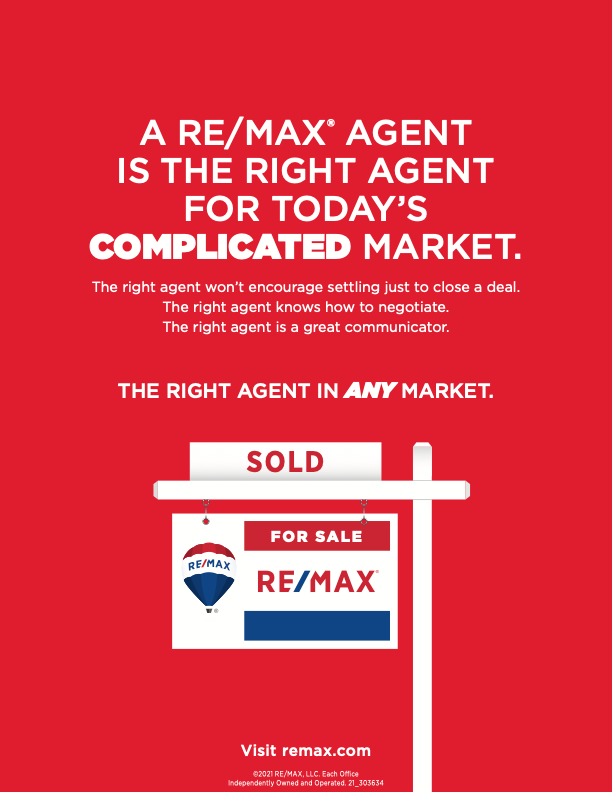 A RE/MAX® AGENT
IS THE RIGHT AGENT
FOR TODAY'S
COMPLICATED MARKET.
The right agent won't encourage settling just to close a deal.
The right agent knows how to negotiate.
The right agent is a great communicator.
THE RIGHT AGENT IN ANY MARKET.
SOLD
FOR SALE
RE/MAX
®
RE/MAX®
Visit remax.com
©2021 RE/MAX, LLC. Each Office
Independently Owned and Operated. 21_303634